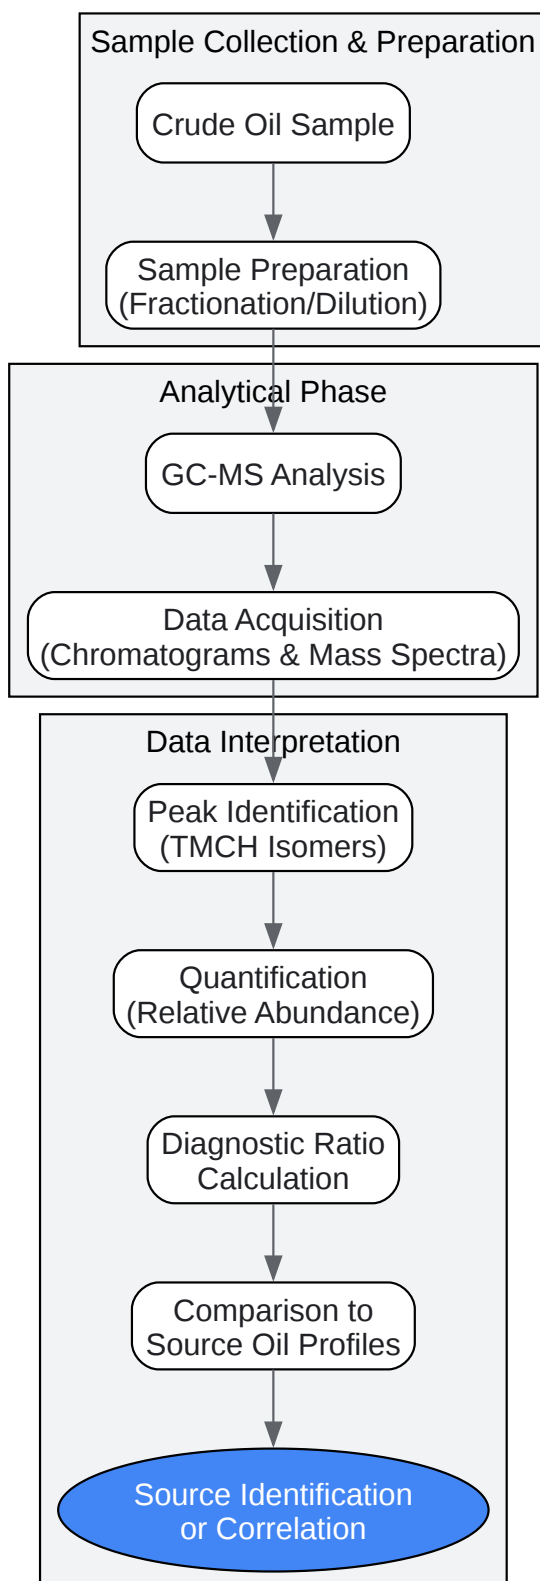 Sample Collection & Preparation
Crude Oil Sample
Sample Preparation
(Fractionation/Dilution)
Analytical Phase
GC-MS Analysis
Data Acquisition
(Chromatograms & Mass Spectra)
Data Interpretation
Peak Identification
(TMCH Isomers)
Quantification
(Relative Abundance)
Diagnostic Ratio
Calculation
Comparison to
Source Oil Profiles
Source Identification
or Correlation